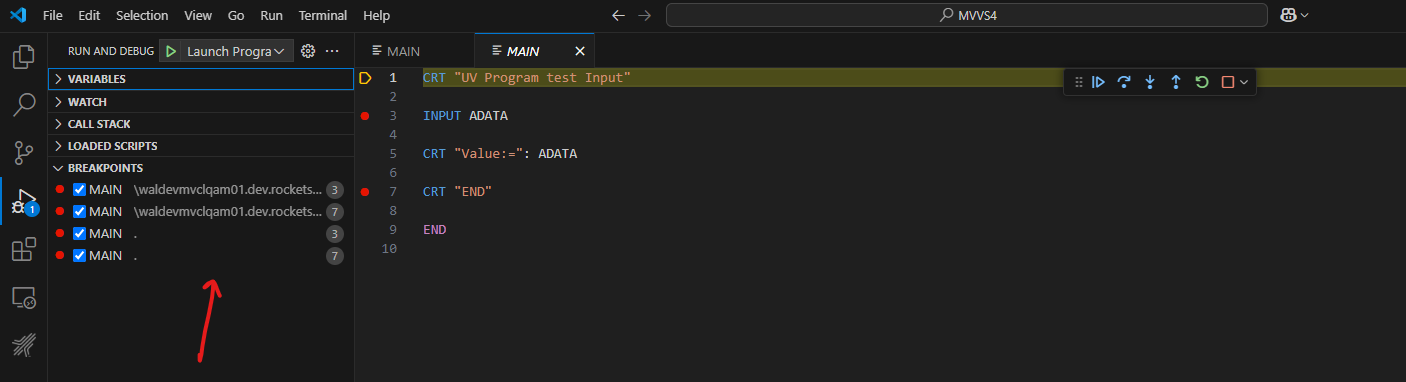 File Edit Selection View Go Run Terminal Help MVVS4
RUN AND DEBUG Launch Progra MAIN MAIN
VARIABLES
WATCH
CALL STACK
LOADED SCRIPTS
BREAKPOINTS
MAIN \waldevmvclqam01.dev.rockets... 3
MAIN \waldevmvclqam01.dev.rockets... 7
MAIN . 3
MAIN . 7
1
1 CRT "UV Program test Input"
2
3 INPUT ADATA
4
5 CRT "Value:=": ADATA
6
7 CRT "END"
8
9 END
10